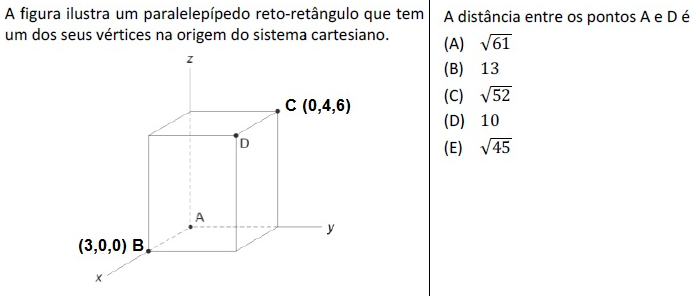 A figura ilustra um paralelepípedo reto-retângulo que tem
um dos seus vértices na origem do sistema cartesiano.
z
C (0,4,6)
D
A
y
(3,0,0) B
x
A distância entre os pontos A e D é
(A) √61
(B) 13
(C) √52
(D) 10
(E) √45